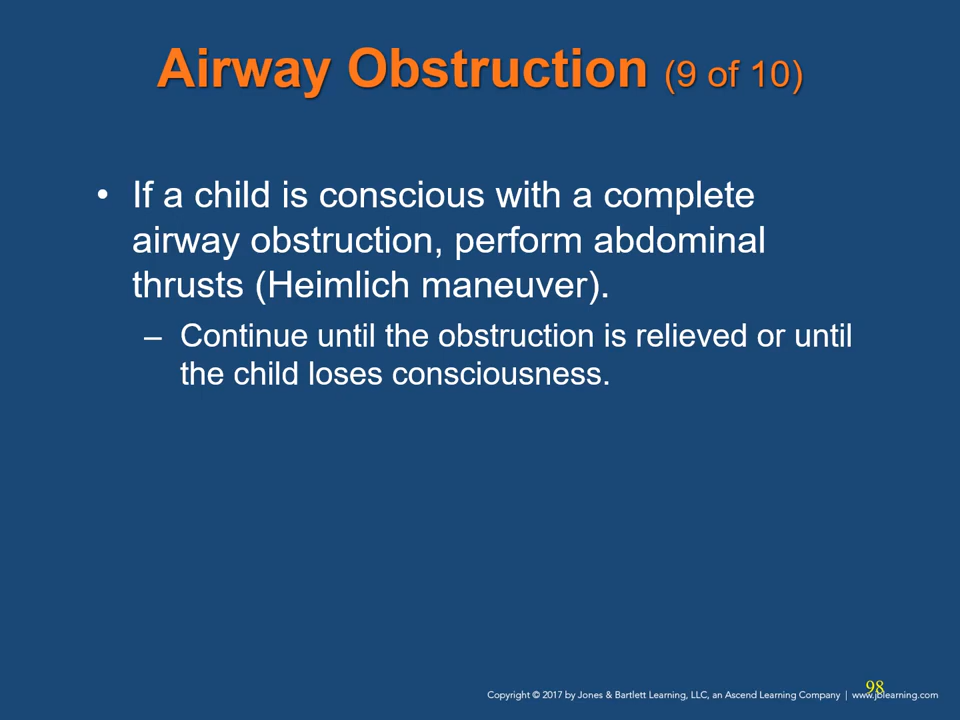 Airway Obstruction (9 of 10)
• If a child is conscious with a complete
airway obstruction, perform abdominal
thrusts (Heimlich maneuver).
– Continue until the obstruction is relieved or until
the child loses consciousness.
98
Copyright © 2017 by Jones & Bartlett Learning, LLC, an Ascend Learning Company | www.jblearning.com